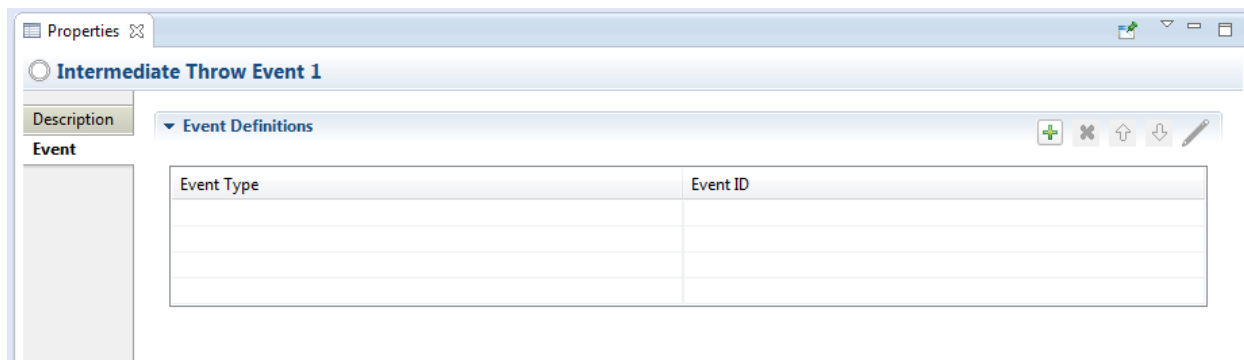 Properties
Intermediate Throw Event 1
Description
Event Definitions
Event
Event Type Event ID